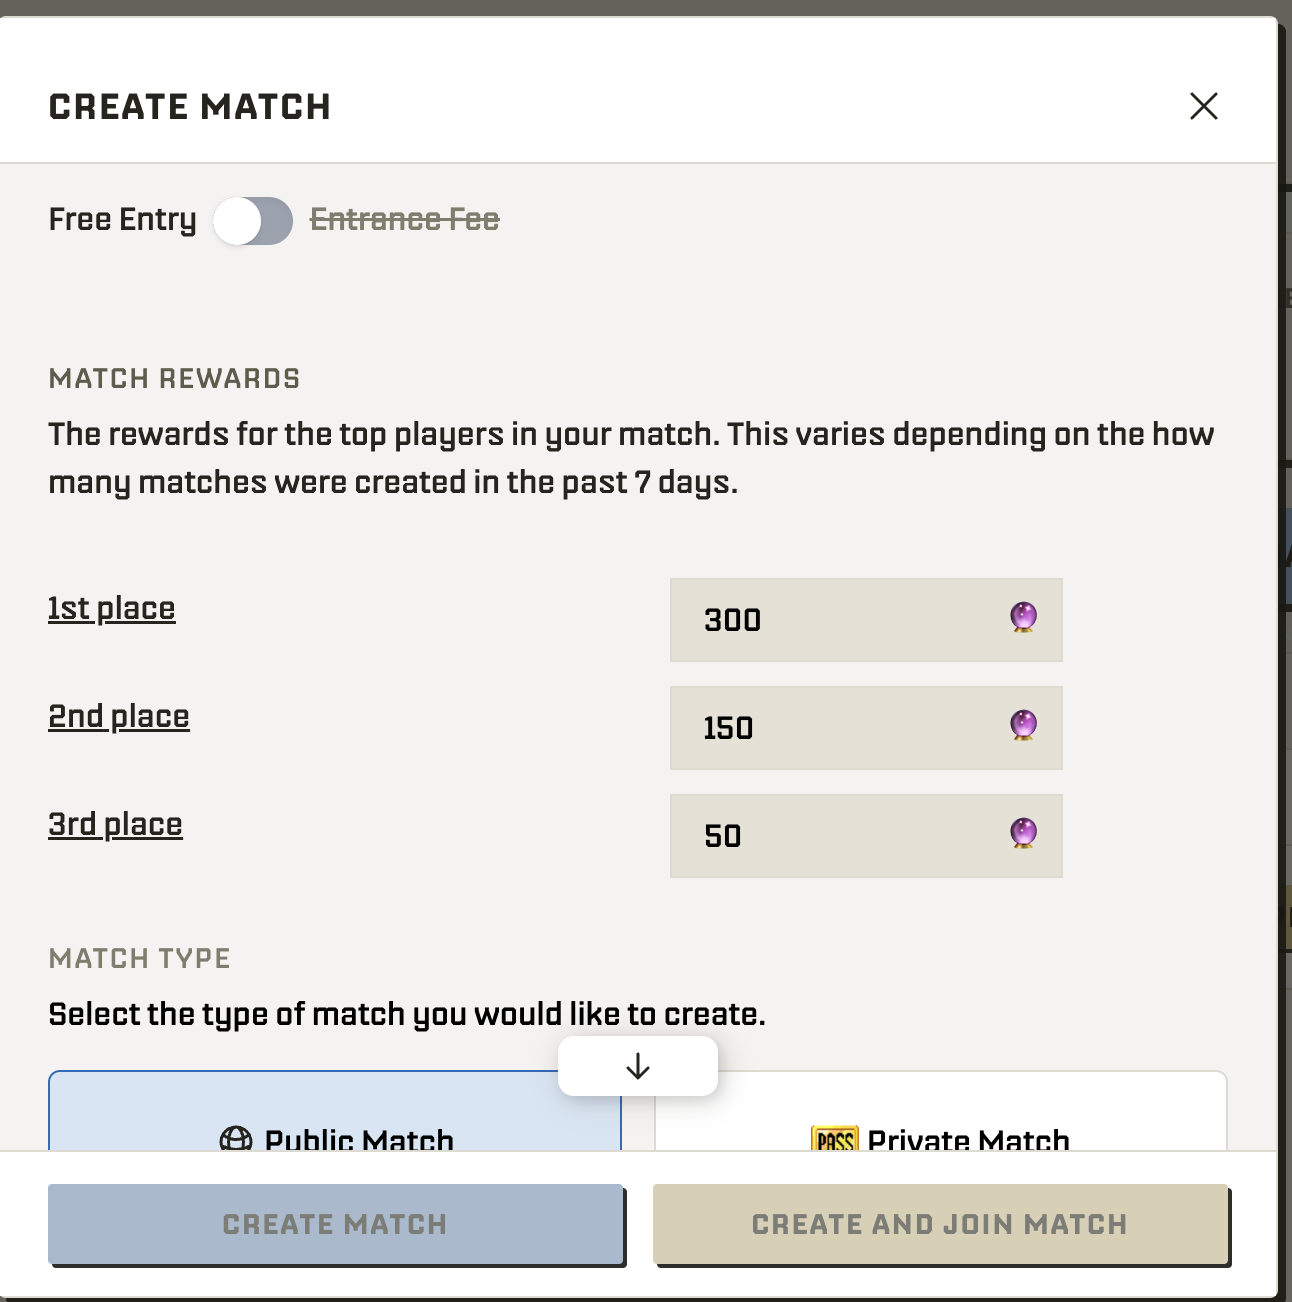 CREATE MATCH
Free Entry Entrance Fee
MATCH REWARDS
The rewards for the top players in your match. This varies depending on the how
many matches were created in the past 7 days.
1st place 300
2nd place 150
3rd place 50
MATCH TYPE
Select the type of match you would like to create.
Public Match PASS Private Match
CREATE MATCH CREATE AND JOIN MATCH